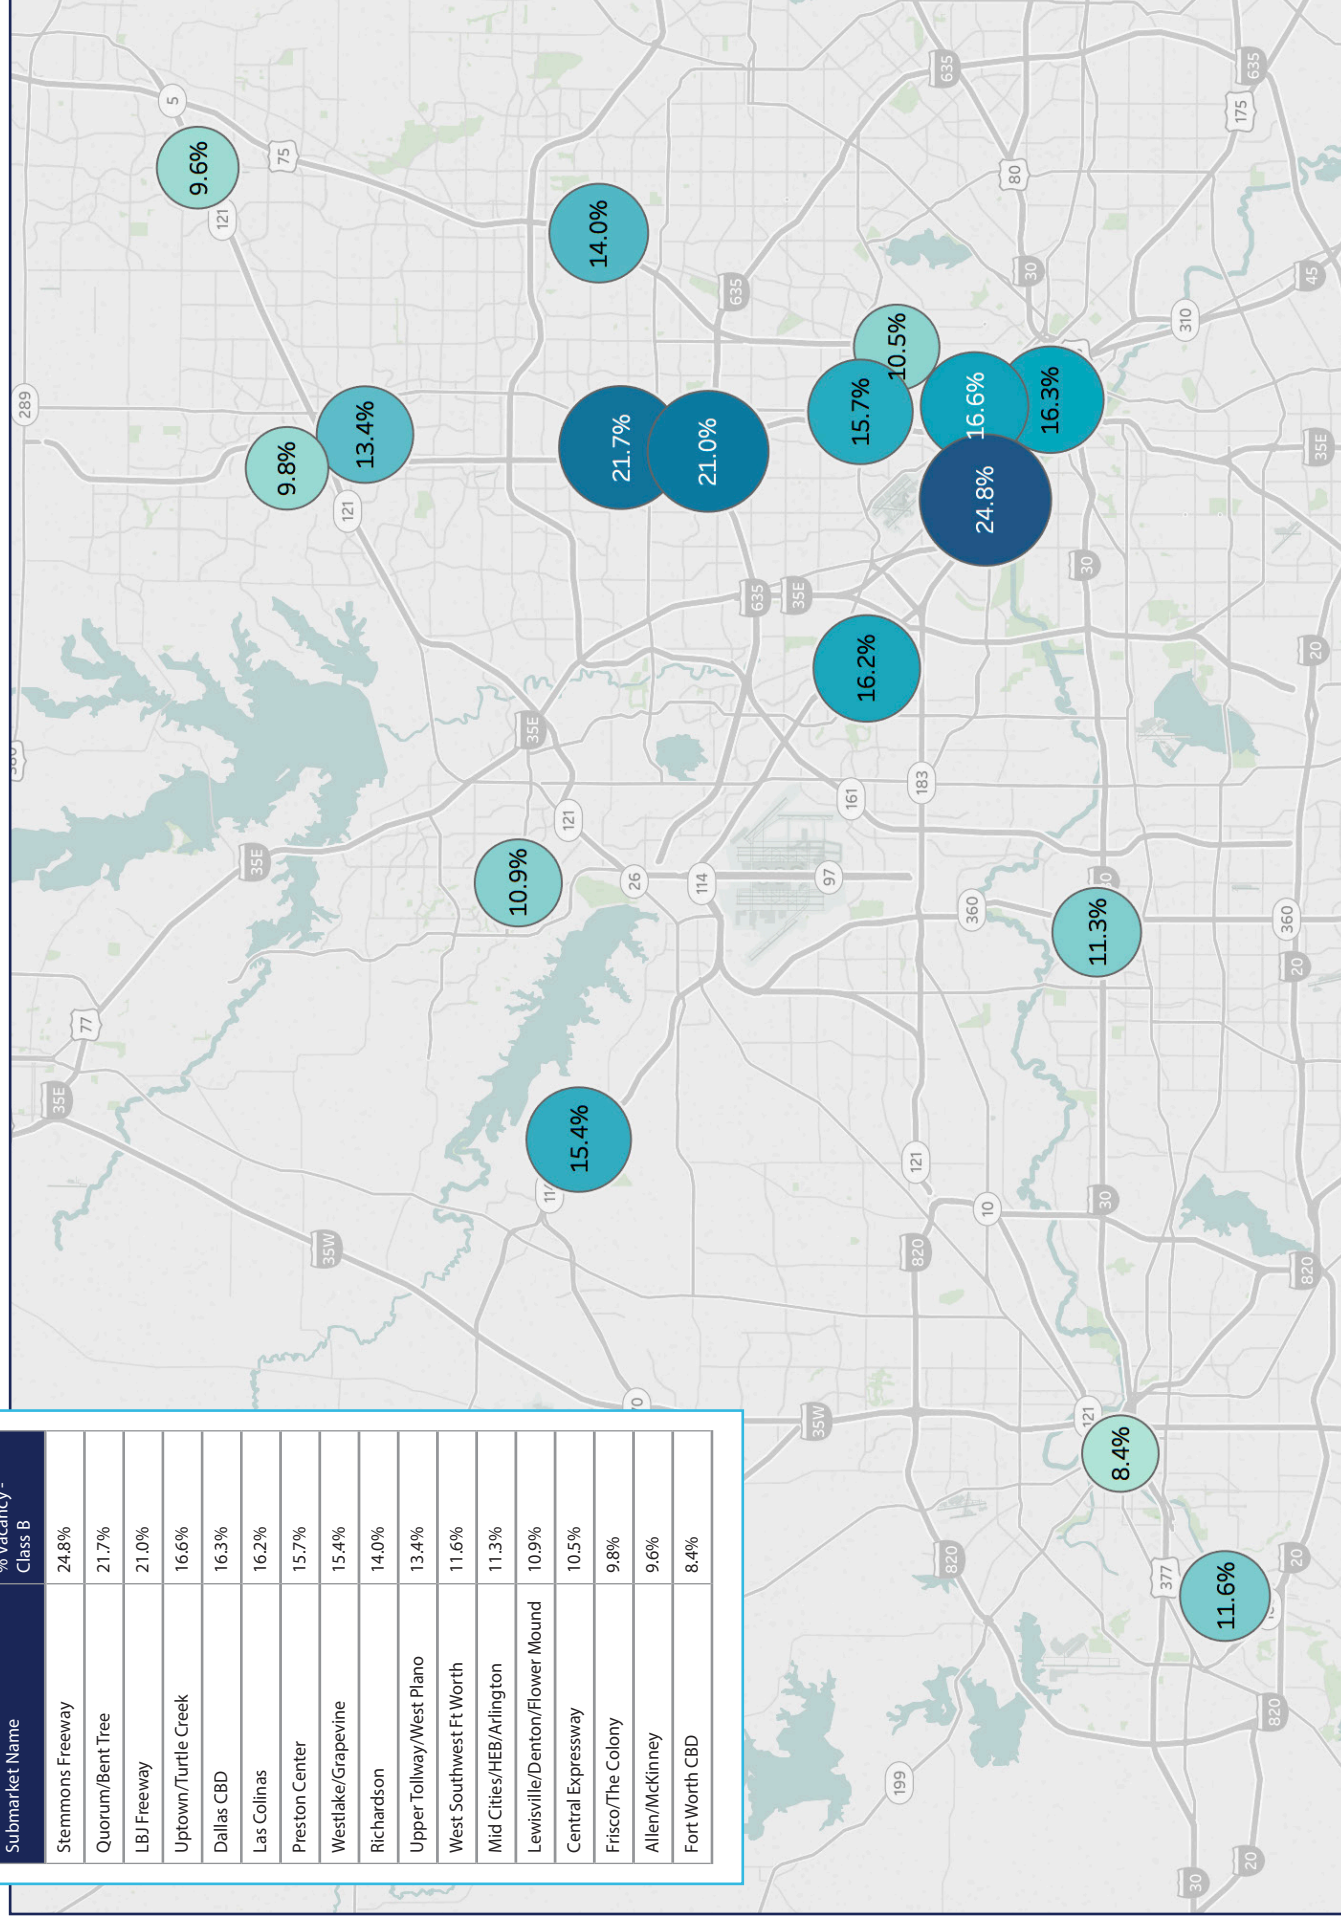 Submarket Name
% Vacancy -
Class B
Stemmons Freeway 24.8%
Quorum/Bent Tree 21.7%
LBJ Freeway 21.0%
Uptown/Turtle Creek 16.6%
Dallas CBD 16.3%
Las Colinas 16.2%
Preston Center 15.7%
Westlake/Grapevine 15.4%
Richardson 14.0%
Upper Tollway/West Plano 13.4%
West Southwest Ft Worth 11.6%
Mid Cities/HEB/Arlington 11.3%
Lewisville/Denton/Flower Mound 10.9%
Central Expressway 10.5%
Frisco/The Colony 9.8%
Allen/McKinney 9.6%
Fort Worth CBD 8.4%
289
5
9.6%
75
121
9.8%
13.4%
121
14.0%
635
21.7%
21.0%
635
35E
635
80
635
175
30
45
310
10.5%
15.7%
16.6%
16.3%
24.8%
35E
30
20
16.2%
35E
35E
121
10.9%
26
114
97
161
183
360
11.3%
360
20
77
35E
15.4%
35W
121
10
30
820
820
35W
121
8.4%
820
377
11.6%
20
820
199
30
20